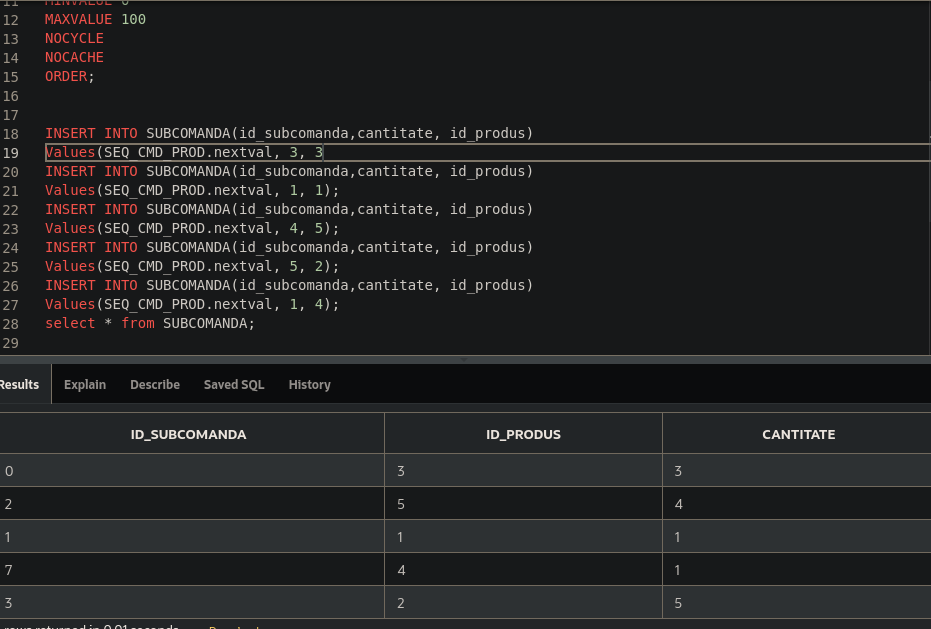 11 MINVALUE 0
12 MAXVALUE 100
13 NOCYCLE
14 NOCACHE
15 ORDER;
16
17
18 INSERT INTO SUBCOMANDA(id_subcomanda,cantitate, id_produs)
19 Values(SEQ_CMD_PROD.nextval, 3, 3
20 INSERT INTO SUBCOMANDA(id_subcomanda,cantitate, id_produs)
21 Values(SEQ_CMD_PROD.nextval, 1, 1);
22 INSERT INTO SUBCOMANDA(id_subcomanda,cantitate, id_produs)
23 Values(SEQ_CMD_PROD.nextval, 4, 5);
24 INSERT INTO SUBCOMANDA(id_subcomanda,cantitate, id_produs)
25 Values(SEQ_CMD_PROD.nextval, 5, 2);
26 INSERT INTO SUBCOMANDA(id_subcomanda,cantitate, id_produs)
27 Values(SEQ_CMD_PROD.nextval, 1, 4);
28 select * from SUBCOMANDA;
29
Results Explain Describe Saved SQL History
ID_SUBCOMANDA ID_PRODUS CANTITATE
0 3 3
2 5 4
1 1 1
7 4 1
3 2 5
rows returned in 0.01 seconds